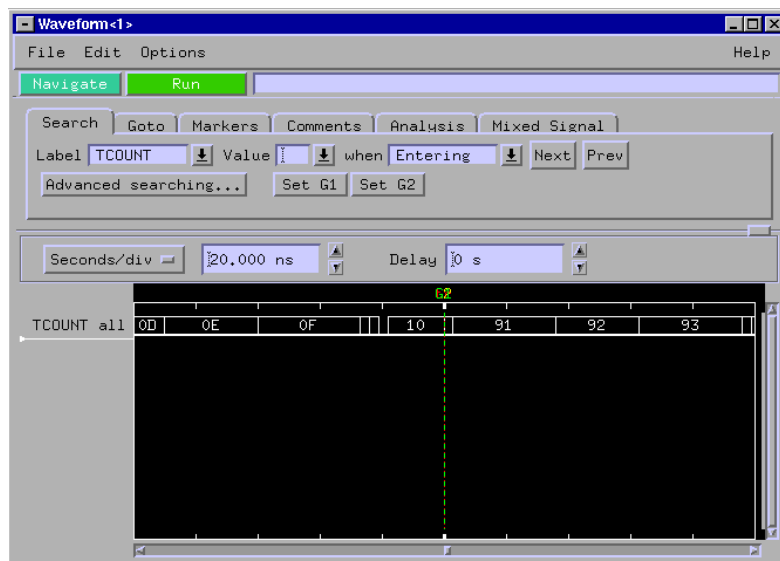 Waveform<1>
File Edit Options Help
Navigate Run
Search Goto Markers Comments Analysis Mixed Signal
Label TCOUNT Value when Entering Next Prev
Advanced searching... Set G1 Set G2
Seconds/div 20.000 ns Delay 0 s
G2
TCOUNT all 0D 0E 0F 10 91 92 93